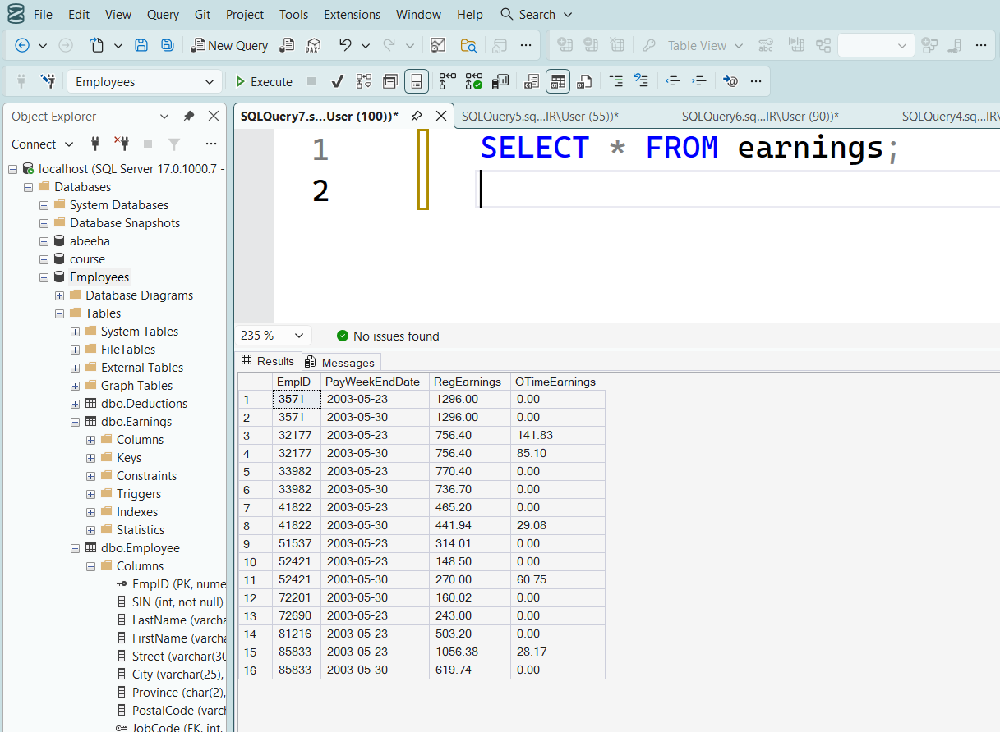 File Edit View Query Git Project Tools Extensions Window Help Search
New Query DAX Table View abc
Employees Execute
Object Explorer
Connect
localhost (SQL Server 17.0.1000.7 -
Databases
System Databases
Database Snapshots
abeeha
course
Employees
Database Diagrams
Tables
System Tables
FileTables
External Tables
Graph Tables
dbo.Deductions
dbo.Earnings
Columns
Keys
Constraints
Triggers
Indexes
Statistics
dbo.Employee
Columns
EmpID (PK, nume
SIN (int, not null)
LastName (varcha
FirstName (varcha
Street (varchar(30
City (varchar(25),
Province (char(2),
PostalCode (varch
JobCode (FK, int,
SQLQuery7.s...User (100))* SQLQuery5.sq...IR\User (55))* SQLQuery6.sq...IR\User (90))* SQLQuery4.sq...IR\
1 SELECT * FROM earnings;
2
235 % No issues found
Results Messages
EmpID PayWeekEndDate RegEarnings OTimeEarnings
1 3571 2003-05-23 1296.00 0.00
2 3571 2003-05-30 1296.00 0.00
3 32177 2003-05-23 756.40 141.83
4 32177 2003-05-30 756.40 85.10
5 33982 2003-05-23 770.40 0.00
6 33982 2003-05-30 736.70 0.00
7 41822 2003-05-23 465.20 0.00
8 41822 2003-05-30 441.94 29.08
9 51537 2003-05-23 314.01 0.00
10 52421 2003-05-23 148.50 0.00
11 52421 2003-05-30 270.00 60.75
12 72201 2003-05-30 160.02 0.00
13 72690 2003-05-23 243.00 0.00
14 81216 2003-05-23 503.20 0.00
15 85833 2003-05-23 1056.38 28.17
16 85833 2003-05-30 619.74 0.00